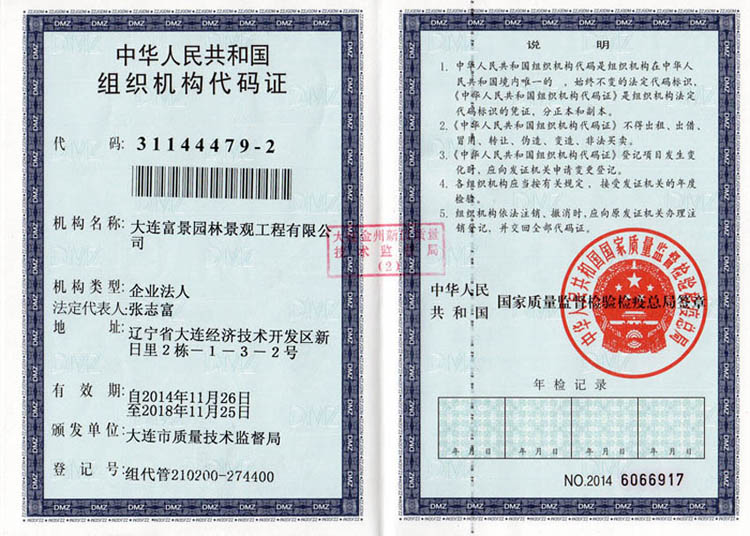 中华人民共和国
组织机构代码证
代 码: 31144479-2
机构名称: 大连富景园林景观工程有限公
司
机构类型: 企业法人
法定代表人: 张志富
地 址: 辽宁省大连经济技术开发区新
日里2栋-1-3-2号
有 效 期: 自2014年11月26日
至2018年11月25日
颁发单位: 大连市质量技术监督局
登 记 号: 组代管210200-274400
(2)
说 明
1. 中华人民共和国组织机构代码是组织机构在中华人
民共和国境内唯一的 、始终不变的法定代码标识,
《中华人民共和国组织机构代码证》是组织机构法定
代码标识的凭证, 分正本和副本。
2. 《中华人民共和国组织机构代码证》不得出租、出借、
冒用、转让、伪造、变造、非法买卖。
3. 《中华人民共和国组织机构代码证》登记项目发生变
化时, 应向发证机关申请变更登记。
4. 各组织机构应当按有关规定, 接受发证机关的年度
检验。
5. 组织机构依法注销、撤消时, 应向原发证机关办理注
销登记, 并交回全部代码证。
中华人民
共 和 国 国家质量监督检验检疫总局签章
中华人民共和国国家质量监督检验检疫总局
年检记录
年 月 日 年 月 日 年 月 日 年 月 日
NO.2014 6066917